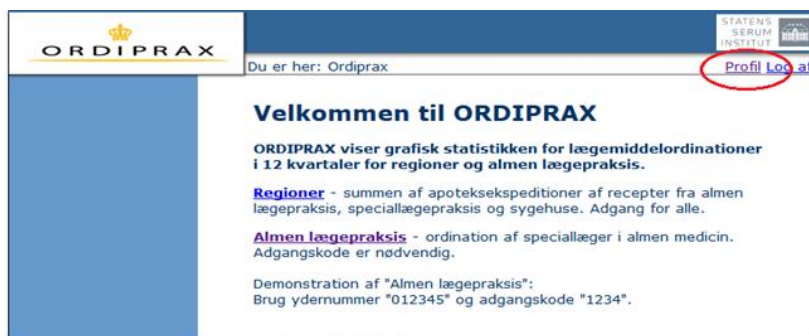 ORDIPRAX
STATENS
SERUM
INSTITUT
Du er her: Ordiprax
Profil Log af
Velkommen til ORDIPRAX
ORDIPRAX viser grafisk statistikken for lægemiddelordinationer
i 12 kvartaler for regioner og almen lægepraksis.
Regioner - summen af apoteksekspeditioner af recepter fra almen
lægepraksis, speciallægepraksis og sygehuse. Adgang for alle.
Almen lægepraksis - ordination af speciallæger i almen medicin.
Adgangskode er nødvendig.
Demonstration af "Almen lægepraksis":
Brug ydernummer "012345" og adgangskode "1234".